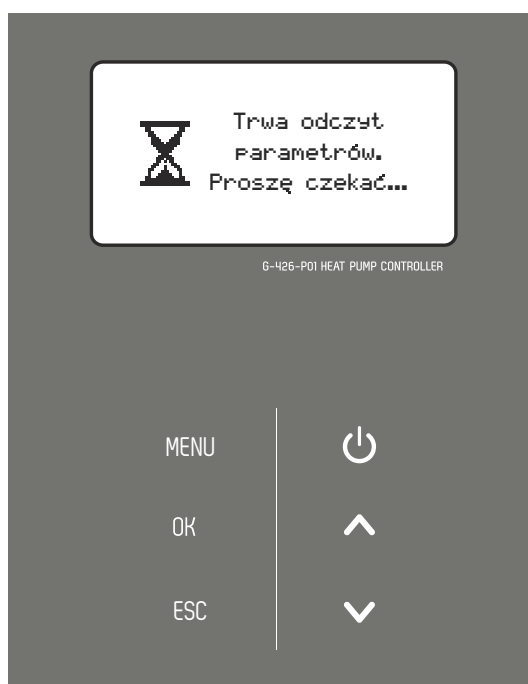 Trwa odczyt
parametrów.
Proszę czekać...
G-426-P01 HEAT PUMP CONTROLLER
MENU
OK
ESC